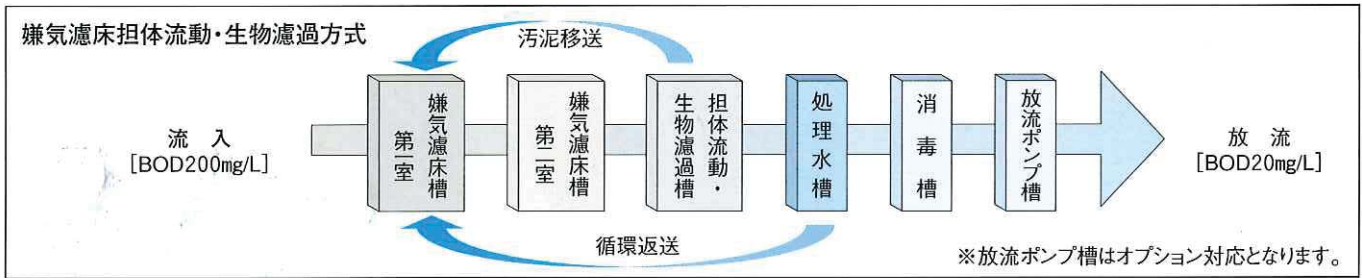 嫌気濾床担体流動・生物濾過方式
汚泥移送
流入
[BOD200mg/L]
嫌気濾床槽
第一室
嫌気濾床槽
第二室
担体流動・
生物濾過槽
処理水槽
消毒槽
放流ポンプ槽
放流
[BOD20mg/L]
循環返送
※放流ポンプ槽はオプション対応となります。